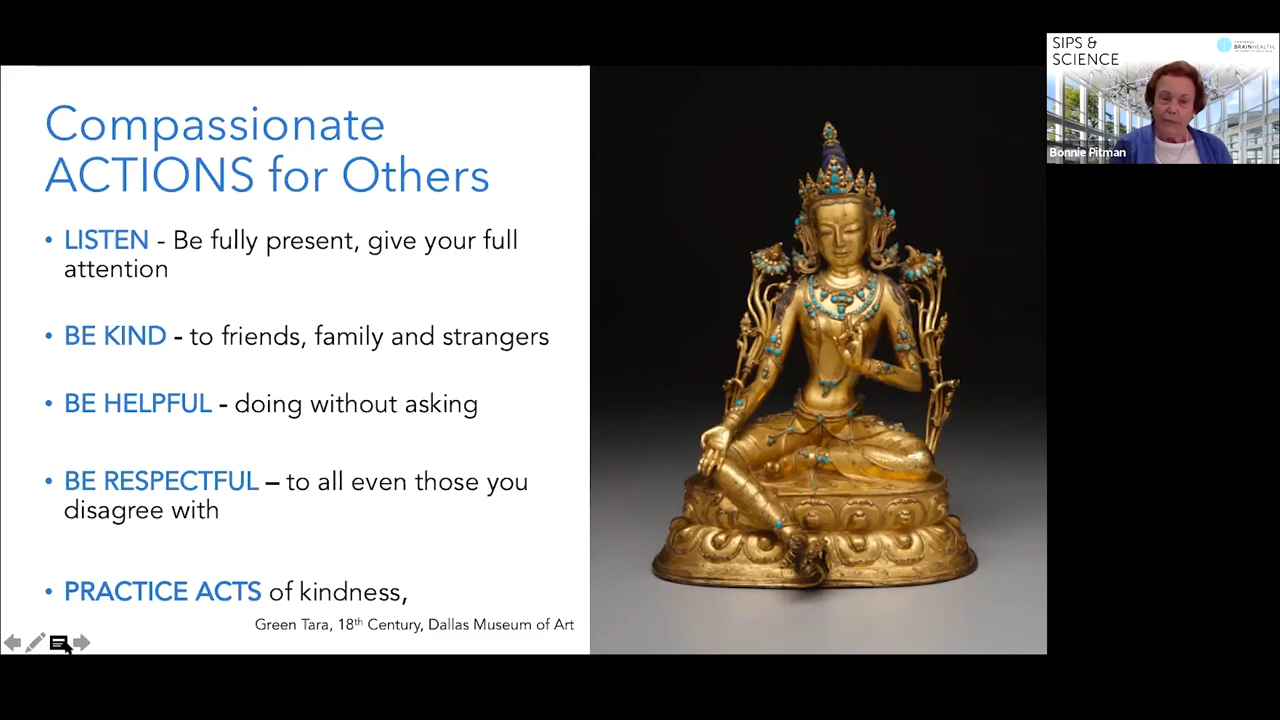 Compassionate
ACTIONS for Others
• LISTEN - Be fully present, give your full
attention
• BE KIND - to friends, family and strangers
• BE HELPFUL - doing without asking
• BE RESPECTFUL – to all even those you
disagree with
• PRACTICE ACTS of kindness,
Green Tara, 18th Century, Dallas Museum of Art
SIPS &
SCIENCE
BRAINHEALTH
Bonnie Pitman